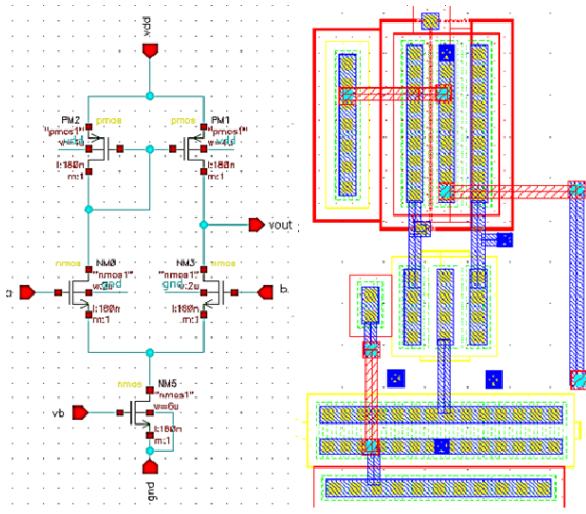 vdd
PM2
pmos
pmos
PM1
"pmos1"
"pmos1"
l:180n
l:180n
m:1
m:1
vout
NM0
nmos
NM3
nmos
"nmos1"
"nmos1"
gnd
gnd
w:2u
l:180n
l:180n
m:1
m:1
nmos
NM5
"nmos1"
vb
w=6u
l:180n
m:1
gnd